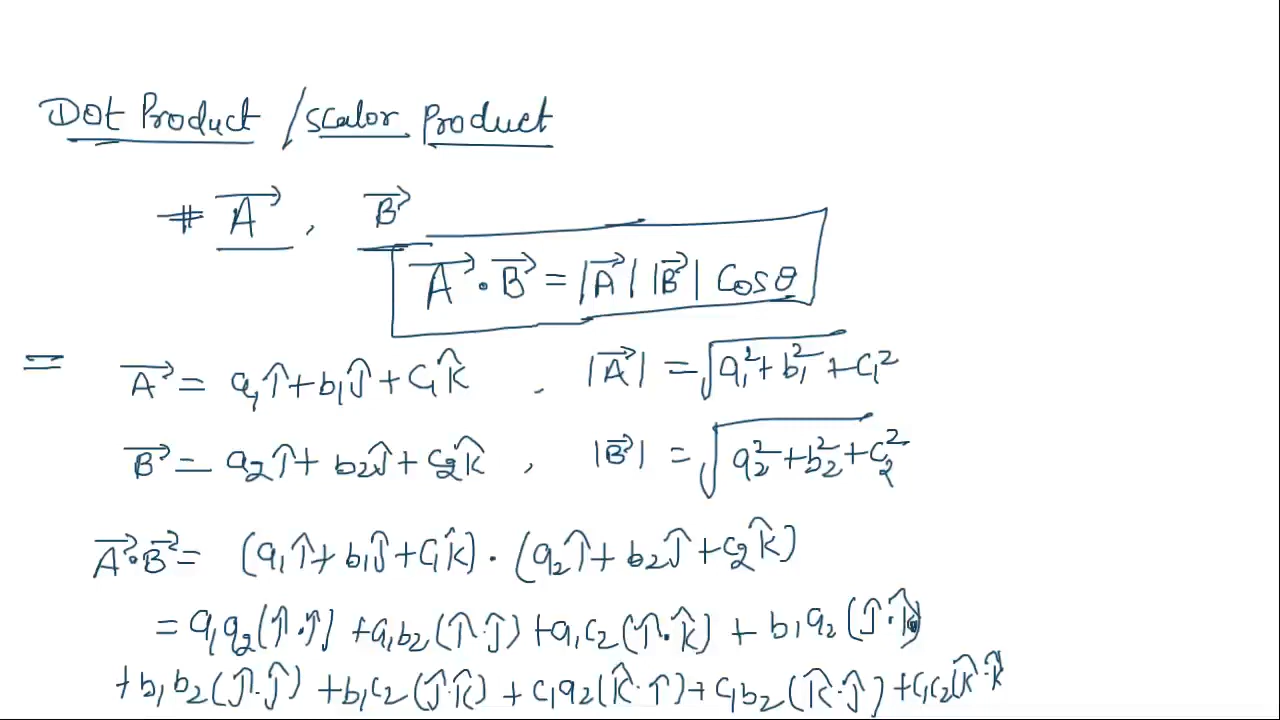 Dot Product / Scalor Product
# A⃗ , B⃗
A⃗ · B⃗ = |A⃗| |B⃗| Cosθ
= A⃗ = a₁î + b₁ĵ + C₁k̂ , |A⃗| = √(a₁² + b₁² + c₁²)
B⃗ = a₂î + b₂ĵ + c₂k̂ , |B⃗| = √(a₂² + b₂² + c₂²)
A⃗·B⃗ = (a₁î + b₁ĵ + C₁k̂) · (a₂î + b₂ĵ + c₂k̂)
= a₁a₂(î·î) + a₁b₂(î·ĵ) + a₁c₂(î·k̂) + b₁a₂(ĵ·
+ b₁b₂(ĵ·ĵ) + b₁c₂(ĵ·k̂) + c₁a₂(k̂·î) + c₁b₂(k̂·ĵ) + c₁c₂(k̂·k̂